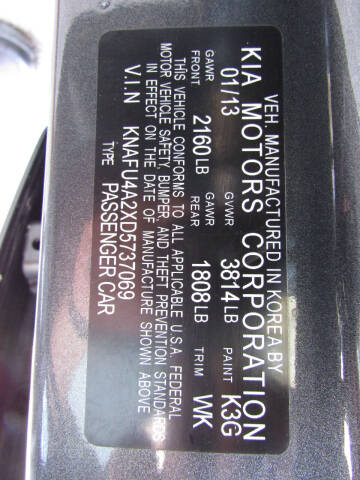 VEH. MANUFACTURED IN KOREA BY
KIA MOTORS CORPORATION
01/13 GVWR 3814LB PAINT K3G
GAWR FRONT 2160LB GAWR REAR 1808LB TRIM WK
THIS VEHICLE CONFORMS TO ALL APPLICABLE U.S.A. FEDERAL
MOTOR VEHICLE SAFETY, BUMPER, AND THEFT PREVENTION STANDARDS
IN EFFECT ON THE DATE OF MANUFACTURE SHOWN ABOVE
V.I.N KNAFU4A2XD5737069
TYPE PASSENGER CAR